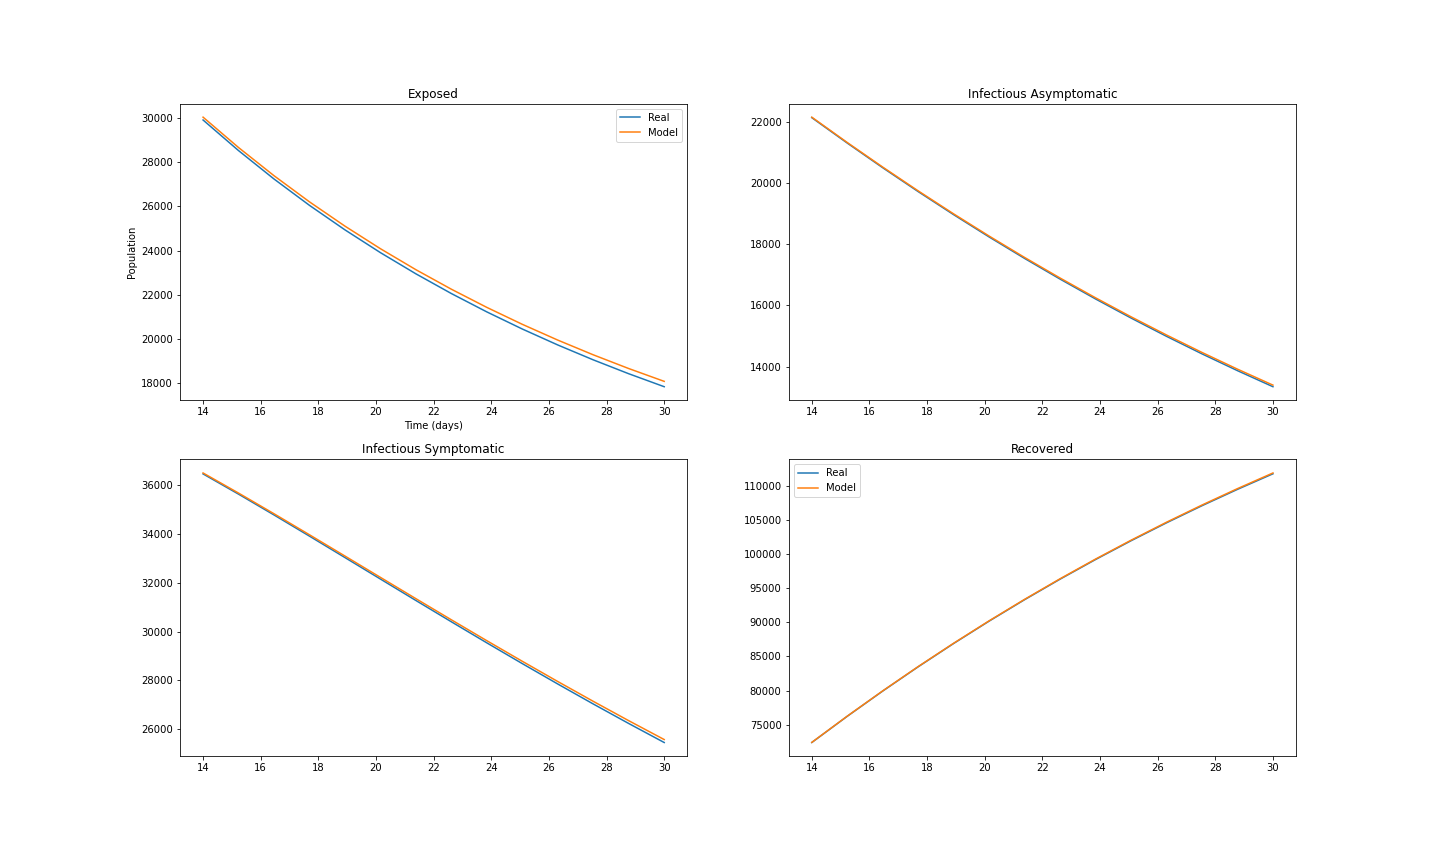 Exposed
30000
28000
26000
24000
22000
20000
18000
Population
14 16 18 20 22 24 26 28 30
Time (days)
Real
Model
Infectious Asymptomatic
22000
20000
18000
16000
14000
14 16 18 20 22 24 26 28 30
Infectious Symptomatic
36000
34000
32000
30000
28000
26000
14 16 18 20 22 24 26 28 30
Recovered
Real
Model
110000
105000
100000
95000
90000
85000
80000
75000
14 16 18 20 22 24 26 28 30